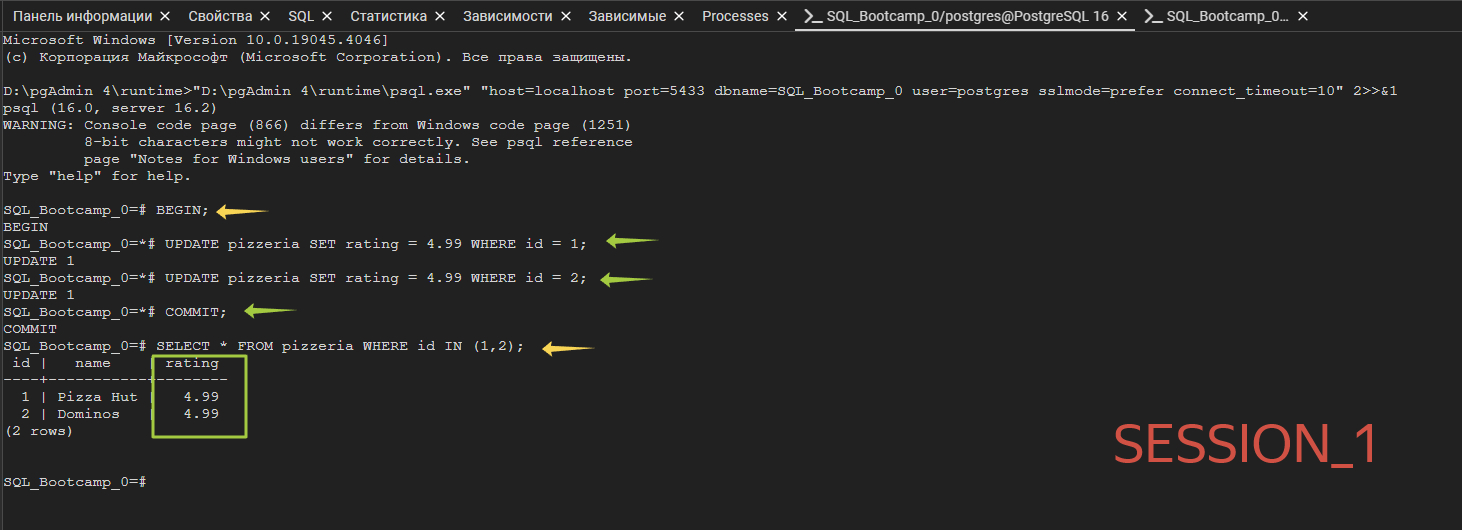 Панель информации × Свойства × SQL × Статистика × Зависимости × Зависимые × Processes × SQL_Bootcamp_0/postgres@PostgreSQL 16 × SQL_Bootcamp_0... ×
Microsoft Windows [Version 10.0.19045.4046]
(c) Корпорация Майкрософт (Microsoft Corporation). Все права защищены.
D:\pgAdmin 4\runtime>"D:\pgAdmin 4\runtime\psql.exe" "host=localhost port=5433 dbname=SQL_Bootcamp_0 user=postgres sslmode=prefer connect_timeout=10" 2>>&1
psql (16.0, server 16.2)
WARNING: Console code page (866) differs from Windows code page (1251)
         8-bit characters might not work correctly. See psql reference
         page "Notes for Windows users" for details.
Type "help" for help.
SQL_Bootcamp_0=# BEGIN;
BEGIN
SQL_Bootcamp_0=*# UPDATE pizzeria SET rating = 4.99 WHERE id = 1;
UPDATE 1
SQL_Bootcamp_0=*# UPDATE pizzeria SET rating = 4.99 WHERE id = 2;
UPDATE 1
SQL_Bootcamp_0=*# COMMIT;
COMMIT
SQL_Bootcamp_0=# SELECT * FROM pizzeria WHERE id IN (1,2);
 id |   name    | rating
----+-----------+--------
  1 | Pizza Hut |   4.99
  2 | Dominos   |   4.99
(2 rows)
SESSION_1
SQL_Bootcamp_0=#